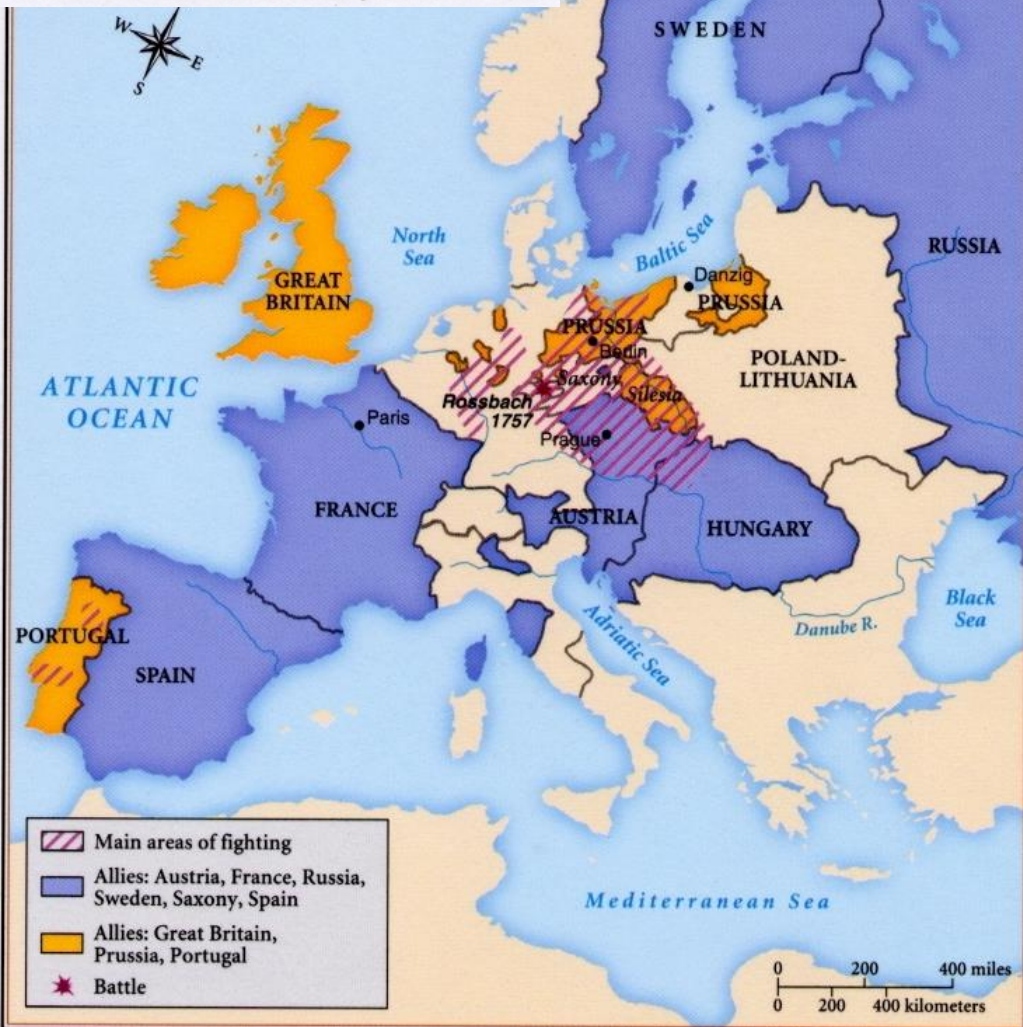 W
E
S
SWEDEN
North
Sea
Baltic Sea
RUSSIA
Danzig
GREAT
BRITAIN
PRUSSIA
PRUSSIA
Berlin
POLAND-
LITHUANIA
ATLANTIC
OCEAN
Saxony
Silesia
Rossbach
1757
Paris
Prague
FRANCE
AUSTRIA
HUNGARY
Black
Sea
Danube R.
Adriatic Sea
PORTUGAL
SPAIN
Mediterranean Sea
Main areas of fighting
Allies: Austria, France, Russia,
Sweden, Saxony, Spain
Allies: Great Britain,
Prussia, Portugal
Battle
0 200 400 miles
0 200 400 kilometers